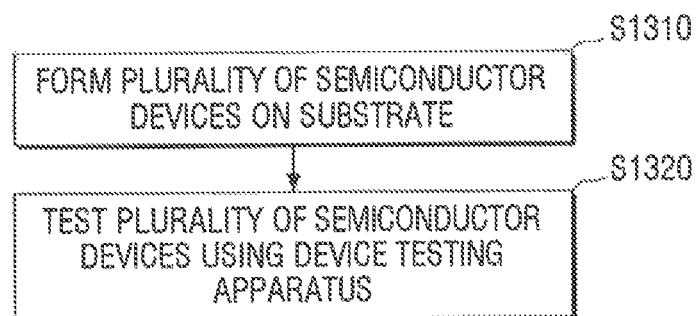 S1310
FORM PLURALITY OF SEMICONDUCTOR
DEVICES ON SUBSTRATE
S1320
TEST PLURALITY OF SEMICONDUCTOR
DEVICES USING DEVICE TESTING
APPARATUS